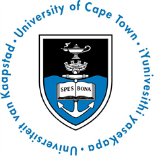 University of Cape Town · iYunivesithi yaseKapa · Universiteit van Kaapstad ·
SPES BONA